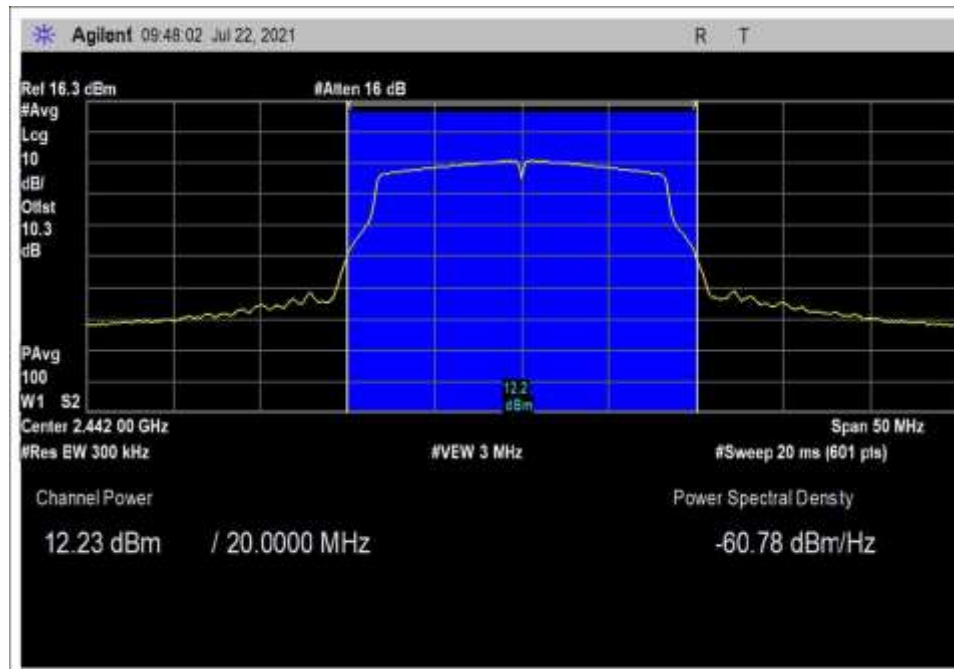 Agilent 09:48:02 Jul 22, 2021 R T
Ref 16.3 dBm #Atten 16 dB
#Avg
Log
10
dB/
Offst
10.3
dB
PAvg
100
W1 S2
12.2
dBm
Center 2.442 00 GHz Span 50 MHz
#Res BW 300 kHz #VBW 3 MHz #Sweep 20 ms (601 pts)
Channel Power Power Spectral Density
12.23 dBm / 20.0000 MHz -60.78 dBm/Hz